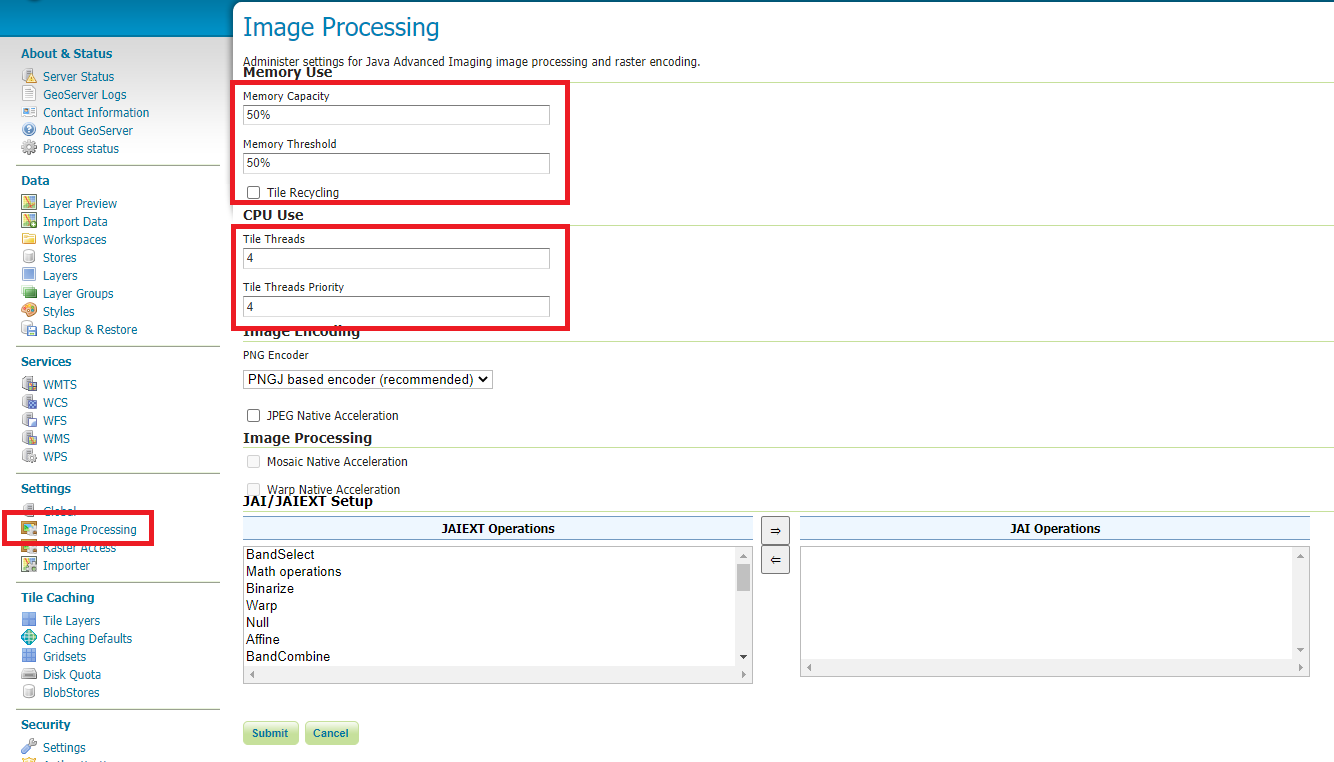 Image Processing
Administer settings for Java Advanced Imaging image processing and raster encoding.
About & Status
Server Status
GeoServer Logs
Contact Information
About GeoServer
Process status
Data
Layer Preview
Import Data
Workspaces
Stores
Layers
Layer Groups
Styles
Backup & Restore
Services
WMTS
WCS
WFS
WMS
WPS
Settings
Global
Image Processing
Raster Access
Importer
Tile Caching
Tile Layers
Caching Defaults
Gridsets
Disk Quota
BlobStores
Security
Settings
Memory Use
Memory Capacity
50%
Memory Threshold
50%
Tile Recycling
CPU Use
Tile Threads
4
Tile Threads Priority
4
Image Encoding
PNG Encoder
PNGJ based encoder (recommended)
JPEG Native Acceleration
Image Processing
Mosaic Native Acceleration
Warp Native Acceleration
JAI/JAIEXT Setup
JAIEXT Operations
⇒
JAI Operations
⇐
BandSelect
Math operations
Binarize
Warp
Null
Affine
BandCombine
Submit
Cancel